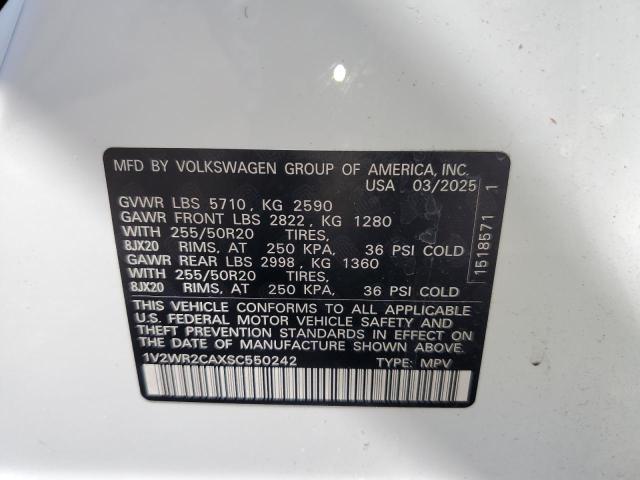 MFD BY VOLKSWAGEN GROUP OF AMERICA, INC.
USA 03/2025
GVWR LBS 5710, KG 2590
GAWR FRONT LBS 2822, KG 1280
WITH 255/50R20 TIRES,
8JX20 RIMS, AT 250 KPA, 36 PSI COLD
GAWR REAR LBS 2998, KG 1360
WITH 255/50R20 TIRES,
8JX20 RIMS, AT 250 KPA, 36 PSI COLD
THIS VEHICLE CONFORMS TO ALL APPLICABLE
U.S. FEDERAL MOTOR VEHICLE SAFETY AND
THEFT PREVENTION STANDARDS IN EFFECT ON
THE DATE OF MANUFACTURE SHOWN ABOVE.
1V2WR2CAXSC550242 TYPE: MPV
1518571 1